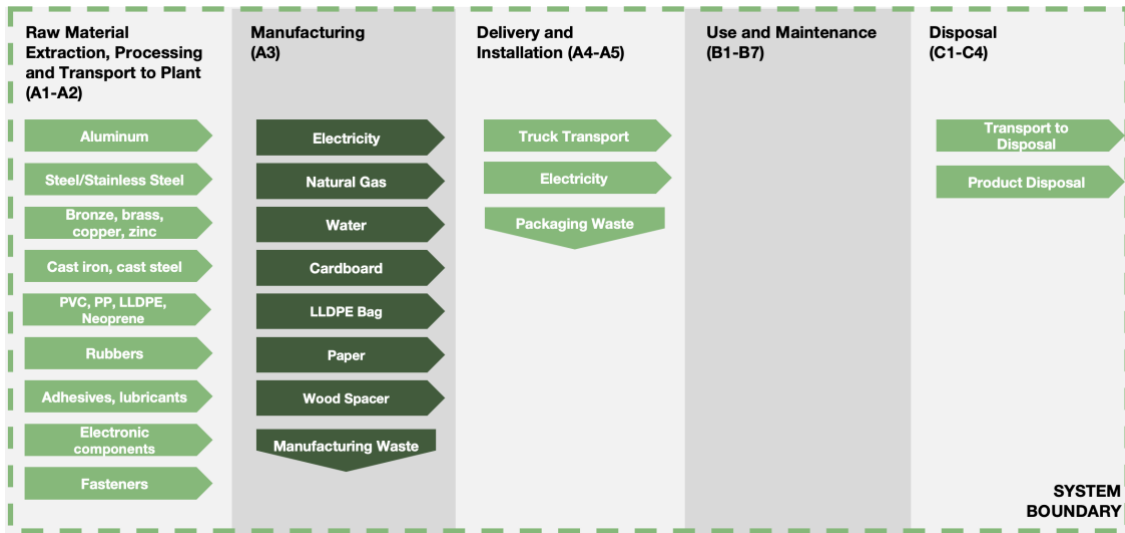 Raw Material
Extraction, Processing
and Transport to Plant
(A1-A2)
Aluminum
Steel/Stainless Steel
Bronze, brass,
copper, zinc
Cast iron, cast steel
PVC, PP, LLDPE,
Neoprene
Rubbers
Adhesives, lubricants
Electronic
components
Fasteners
Manufacturing
(A3)
Electricity
Natural Gas
Water
Cardboard
LLDPE Bag
Paper
Wood Spacer
Manufacturing Waste
Delivery and
Installation (A4-A5)
Truck Transport
Electricity
Packaging Waste
Use and Maintenance
(B1-B7)
Disposal
(C1-C4)
Transport to
Disposal
Product Disposal
SYSTEM
BOUNDARY